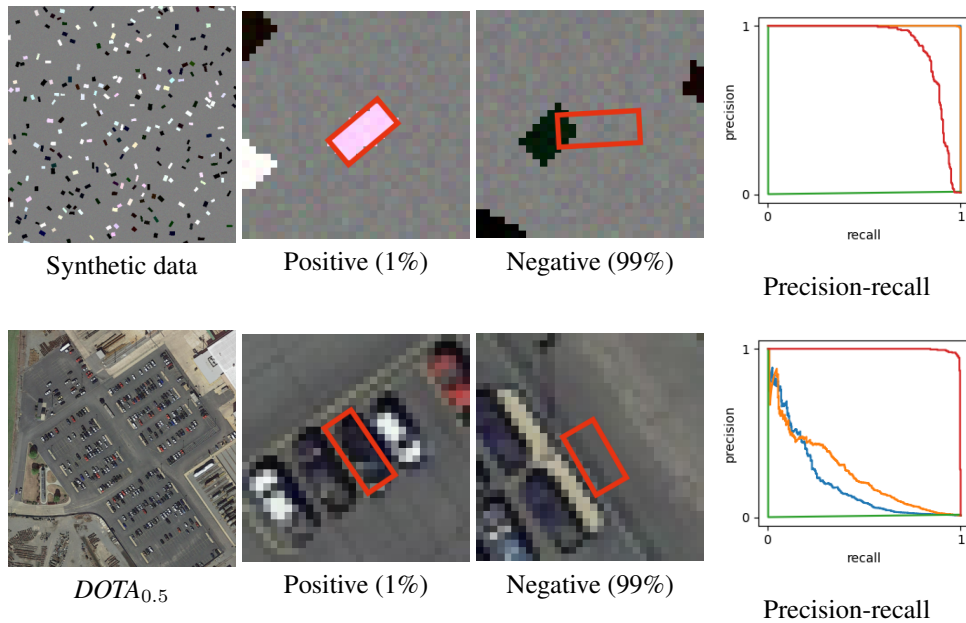 1
precision
0
0
1
recall
Synthetic data
Positive (1%)
Negative (99%)
Precision-recall
1
precision
0
0
1
recall
DOTA0.5
Positive (1%)
Negative (99%)
Precision-recall